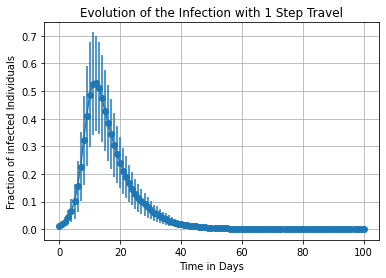 Evolution of the Infection with 1 Step Travel
Fraction of infected Individuals
0.7
0.6
0.5
0.4
0.3
0.2
0.1
0.0
0 20 40 60 80 100
Time in Days